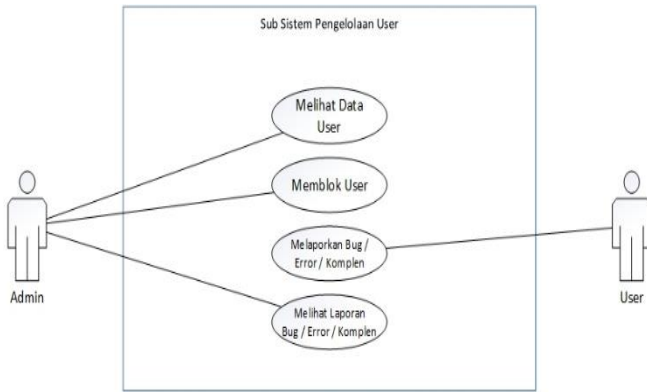 Sub Sistem Pengelolaan User
Melihat Data
User
Memblok User
Melaporkan Bug /
Error / Komplen
Melihat Laporan
Bug / Error / Komplen
Admin
User